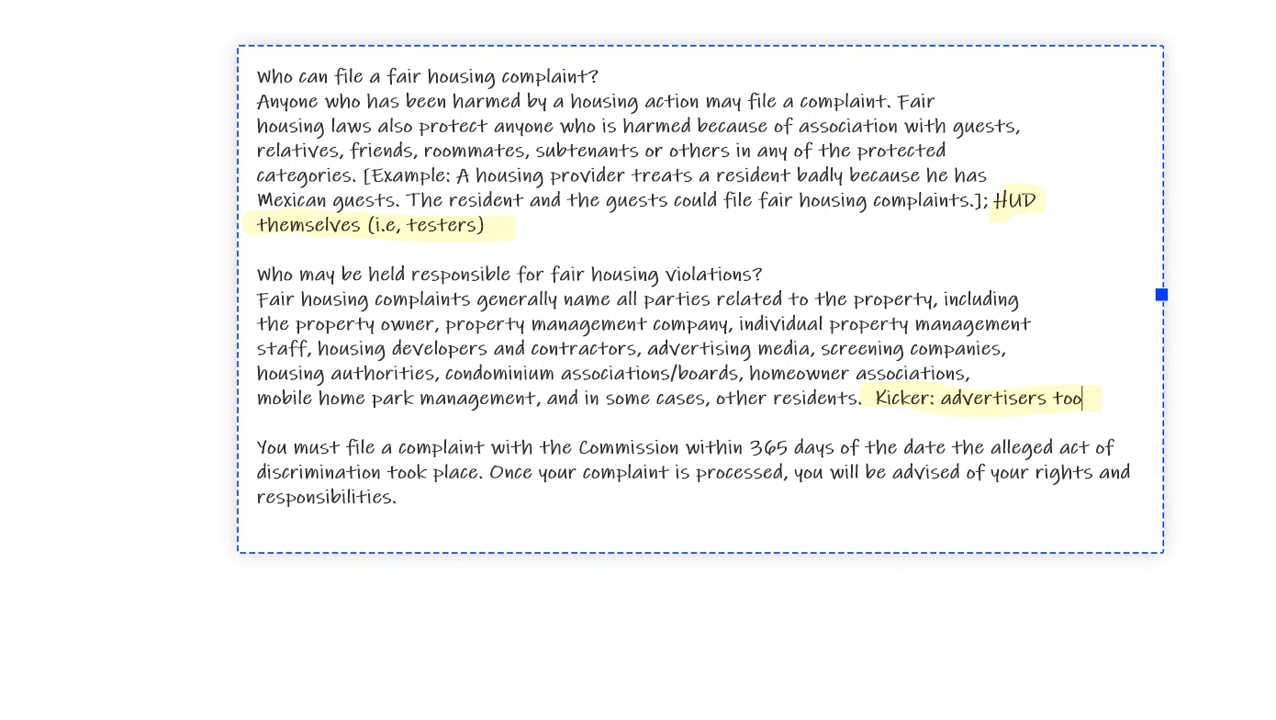 Who can file a fair housing complaint?
Anyone who has been harmed by a housing action may file a complaint. Fair
housing laws also protect anyone who is harmed because of association with guests,
relatives, friends, roommates, subtenants or others in any of the protected
categories. [Example: A housing provider treats a resident badly because he has
Mexican guests. The resident and the guests could file fair housing complaints.]; HUD
themselves (i.e, testers)
Who may be held responsible for fair housing violations?
Fair housing complaints generally name all parties related to the property, including
the property owner, property management company, individual property management
staff, housing developers and contractors, advertising media, screening companies,
housing authorities, condominium associations/boards, homeowner associations,
mobile home park management, and in some cases, other residents. Kicker: advertisers too
You must file a complaint with the Commission within 365 days of the date the alleged act of
discrimination took place. Once your complaint is processed, you will be advised of your rights and
responsibilities.